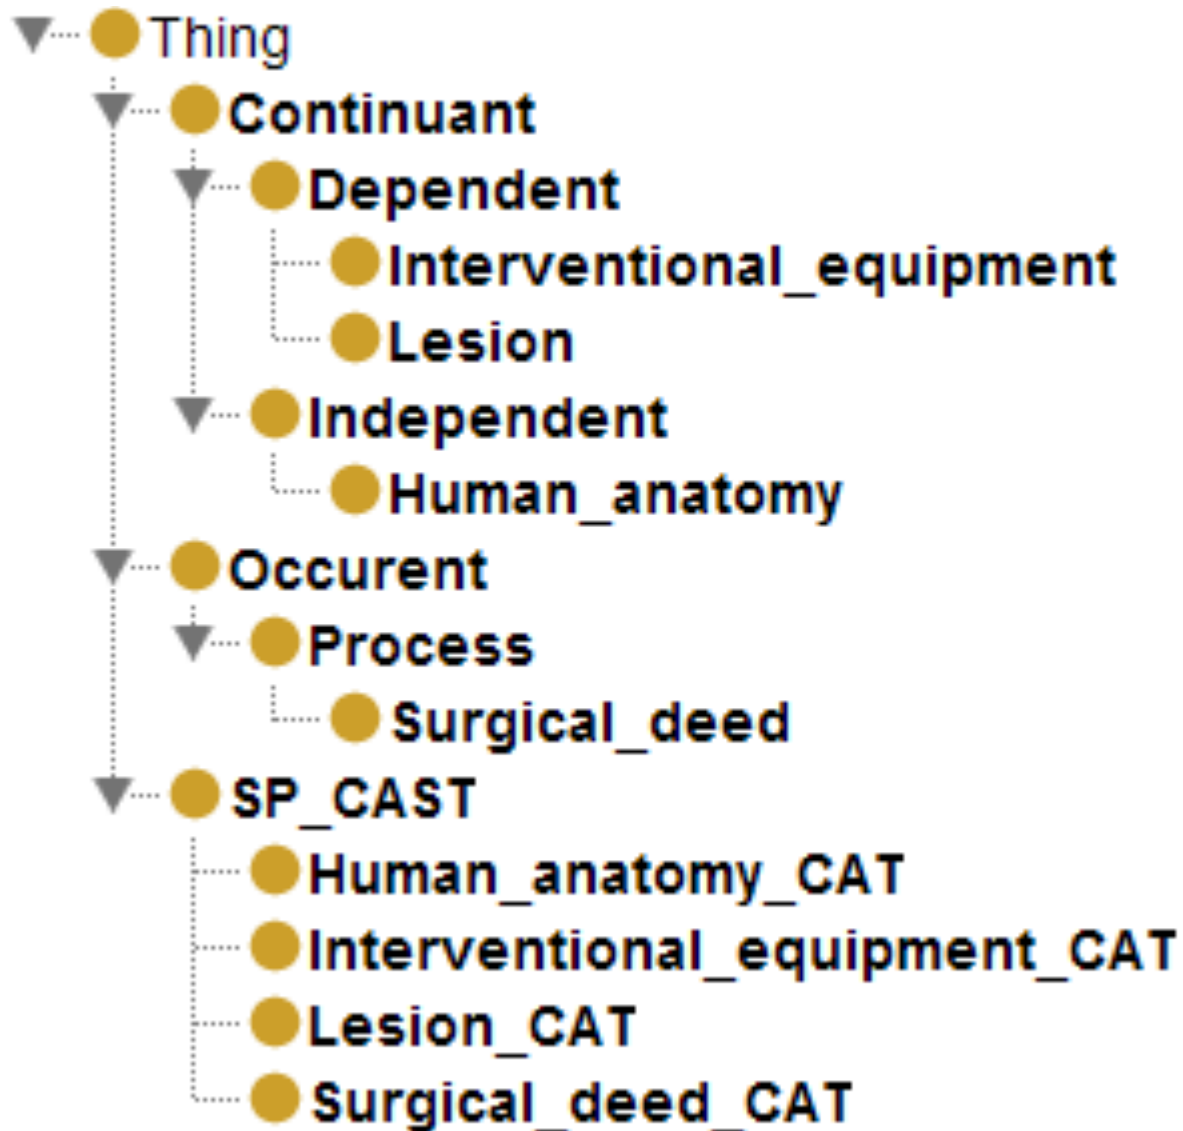 Thing
Continuant
Dependent
Interventional_equipment
Lesion
Independent
Human_anatomy
Occurent
Process
Surgical_deed
SP_CAST
Human_anatomy_CAT
Interventional_equipment_CAT
Lesion_CAT
Surgical_deed_CAT